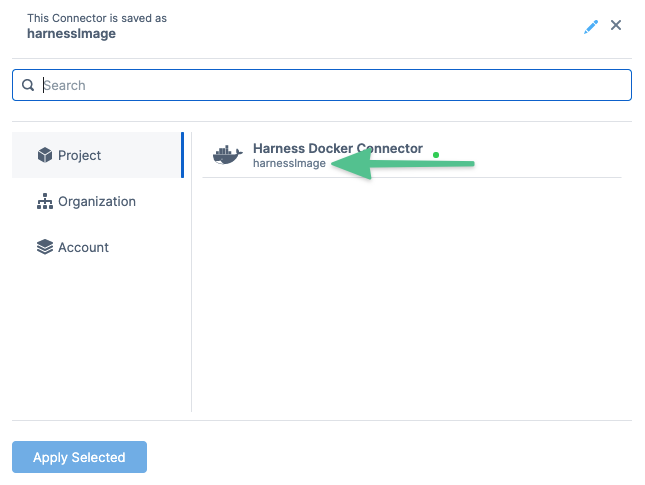 This Connector is saved as
harnessImage
Search
Project
Organization
Account
Harness Docker Connector
harnessImage
Apply Selected